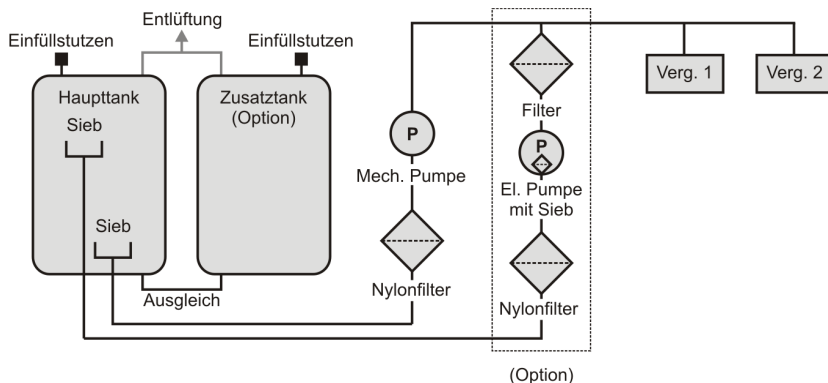 Entlüftung
Einfüllstutzen
Einfüllstutzen
Haupttank
Sieb
Sieb
Zusatztank
(Option)
Ausgleich
P
Mech. Pumpe
Nylonfilter
Filter
P
El. Pumpe
mit Sieb
Nylonfilter
(Option)
Verg. 1
Verg. 2